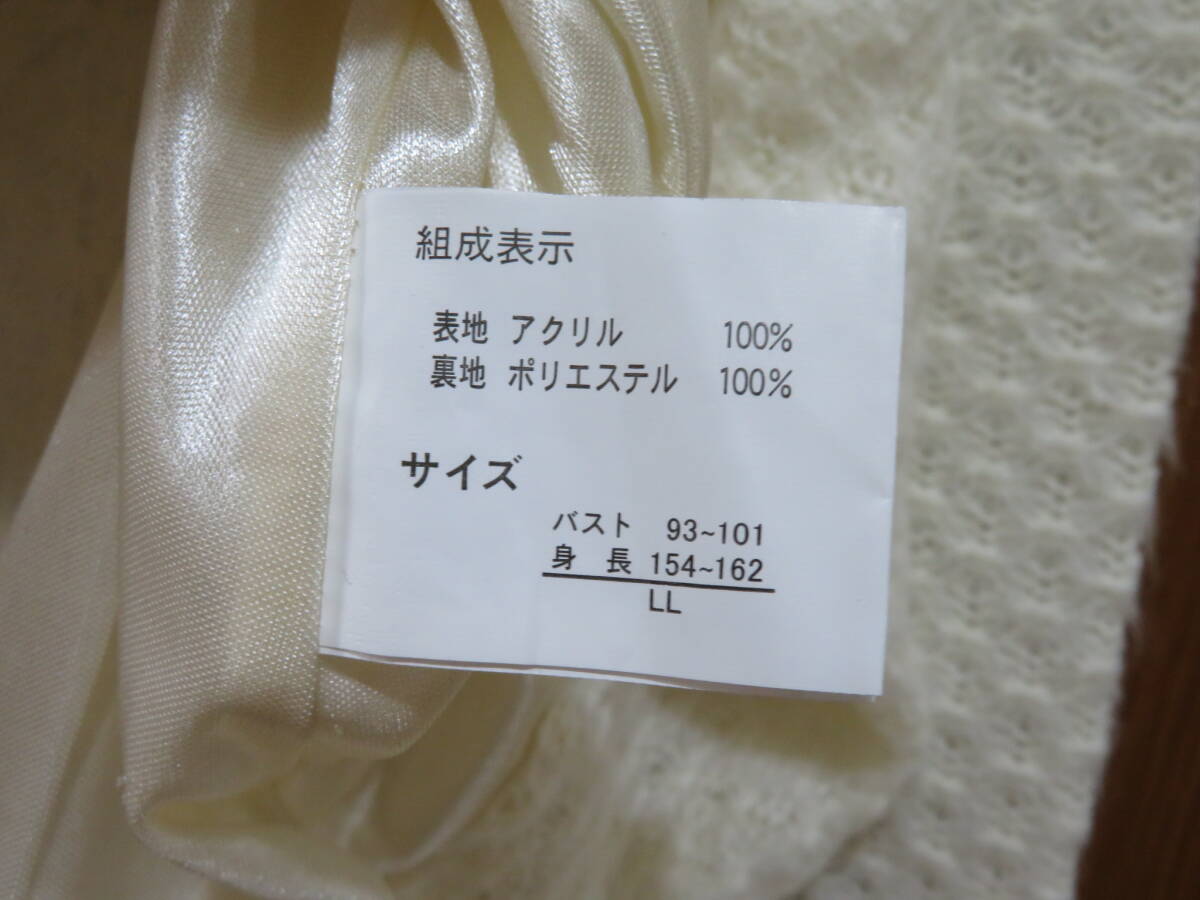 組成表示
表地 アクリル 100%
裏地 ポリエステル 100%
サイズ
バスト 93~101
身 長 154~162
LL